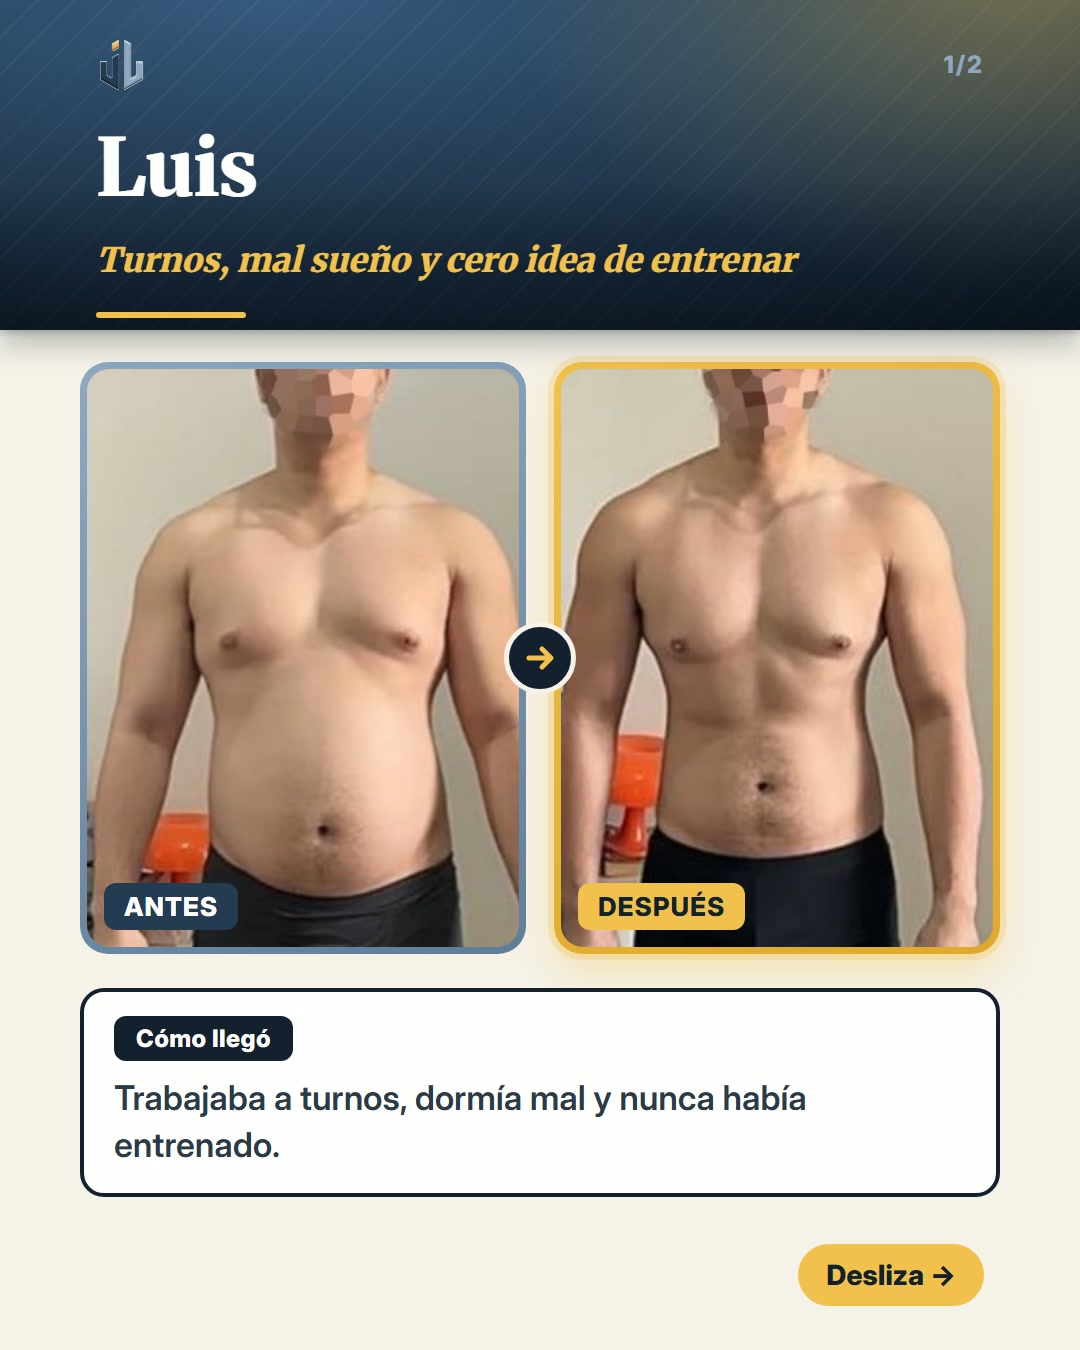 1/2
Luis
Turnos, mal sueño y cero idea de entrenar
ANTES
DESPUÉS
Cómo llegó
Trabajaba a turnos, dormía mal y nunca había
entrenado.
Desliza →